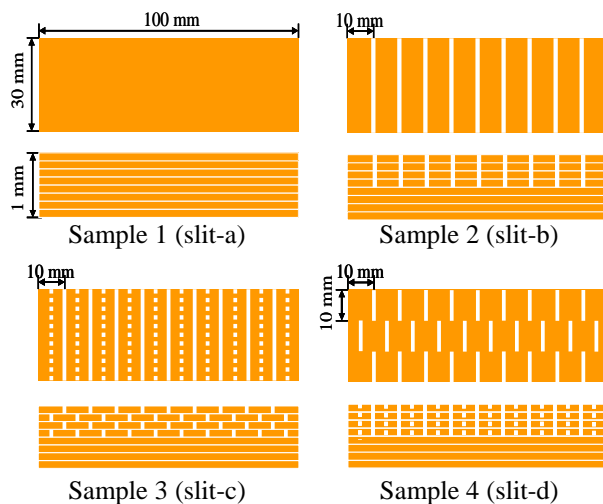 100 mm
10 mm
30 mm
1 mm
Sample 1 (slit-a)
Sample 2 (slit-b)
10 mm
10 mm
10 mm
Sample 3 (slit-c)
Sample 4 (slit-d)